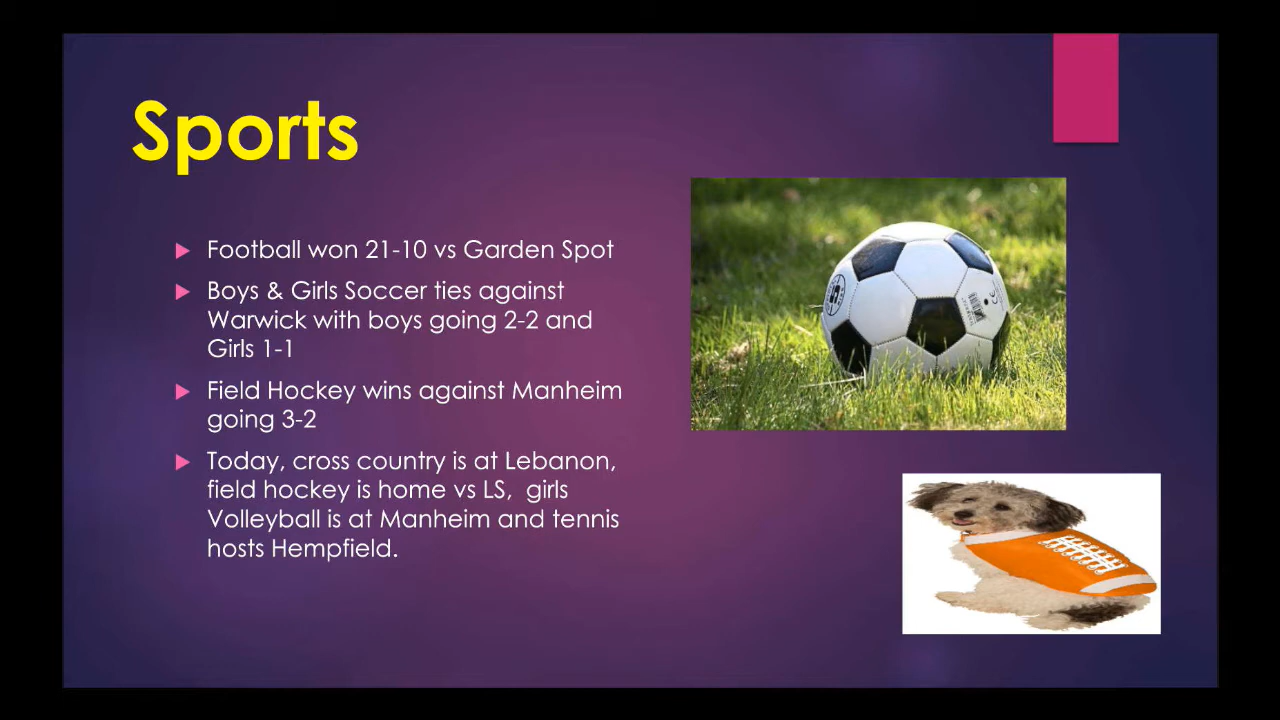 Sports
Football won 21-10 vs Garden Spot
Boys & Girls Soccer ties against
Warwick with boys going 2-2 and
Girls 1-1
Field Hockey wins against Manheim
going 3-2
Today, cross country is at Lebanon,
field hockey is home vs LS, girls
Volleyball is at Manheim and tennis
hosts Hempfield.